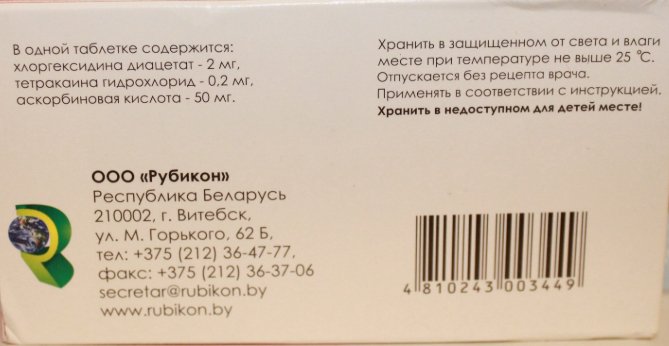 В одной таблетке содержится:
хлоргексидина диацетат - 2 мг,
тетракаина гидрохлорид - 0,2 мг,
аскорбиновая кислота - 50 мг.
Хранить в защищенном от света и влаги
месте при температуре не выше 25 °С.
Отпускается без рецепта врача.
Применять в соответствии с инструкцией.
Хранить в недоступном для детей месте!
ООО «Рубикон»
Республика Беларусь
210002, г. Витебск,
ул. М. Горького, 62 Б,
тел: +375 (212) 36-47-77,
факс: +375 (212) 36-37-06
secretar@rubikon.by
www.rubikon.by
4 810243 003449